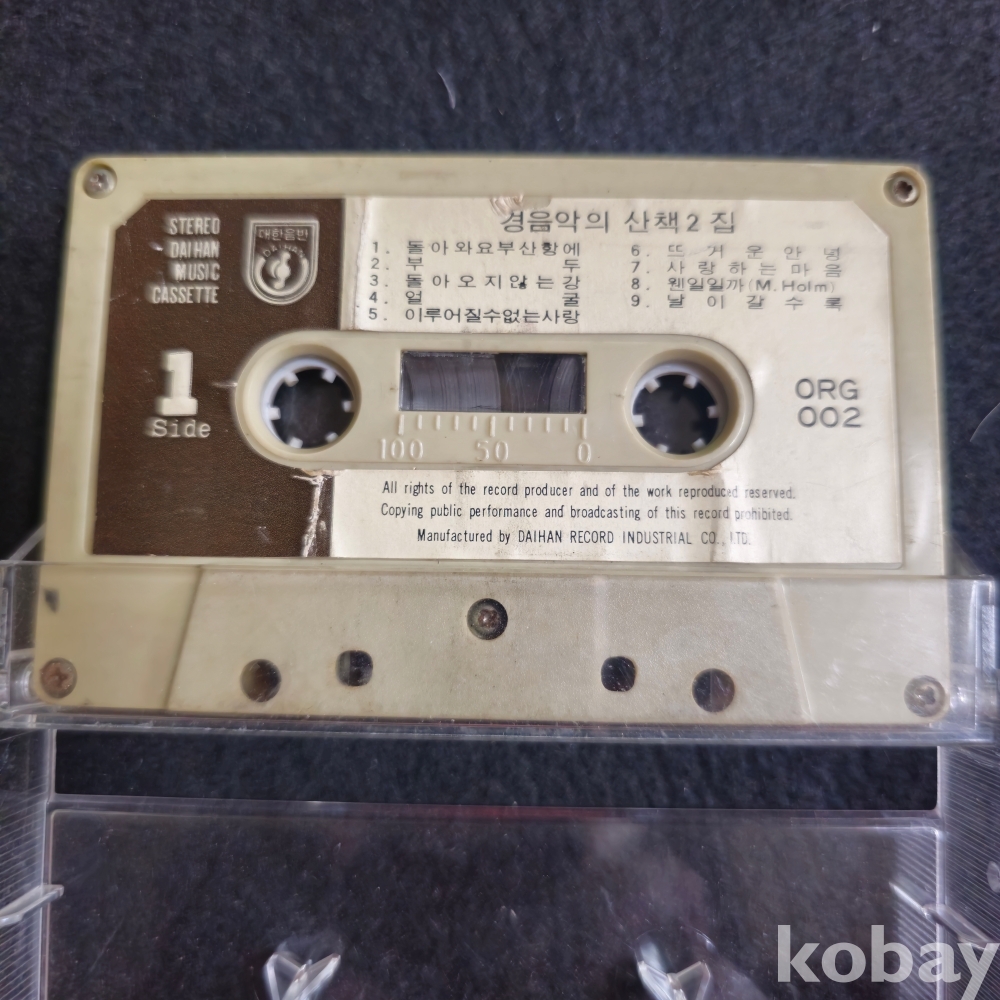 경음악의 산책 2 집
STEREO
DAIHAN
MUSIC
CASSETTE
대한음반
DAIHAN
1. 돌아와요부산항에
2. 부 두
3. 돌아오지않는강
4. 얼 굴
5. 이루어질수없는사랑
6. 뜨거운안녕
7. 사랑하는마음
8. 웬일일까(M. Holm)
9. 날이갈수록
1
Side
ORG
002
100 50 0
All rights of the record producer and of the work reproduced reserved.
Copying public performance and broadcasting of this record prohibited.
Manufactured by DAIHAN RECORD INDUSTRIAL CO., LTD.
kobay